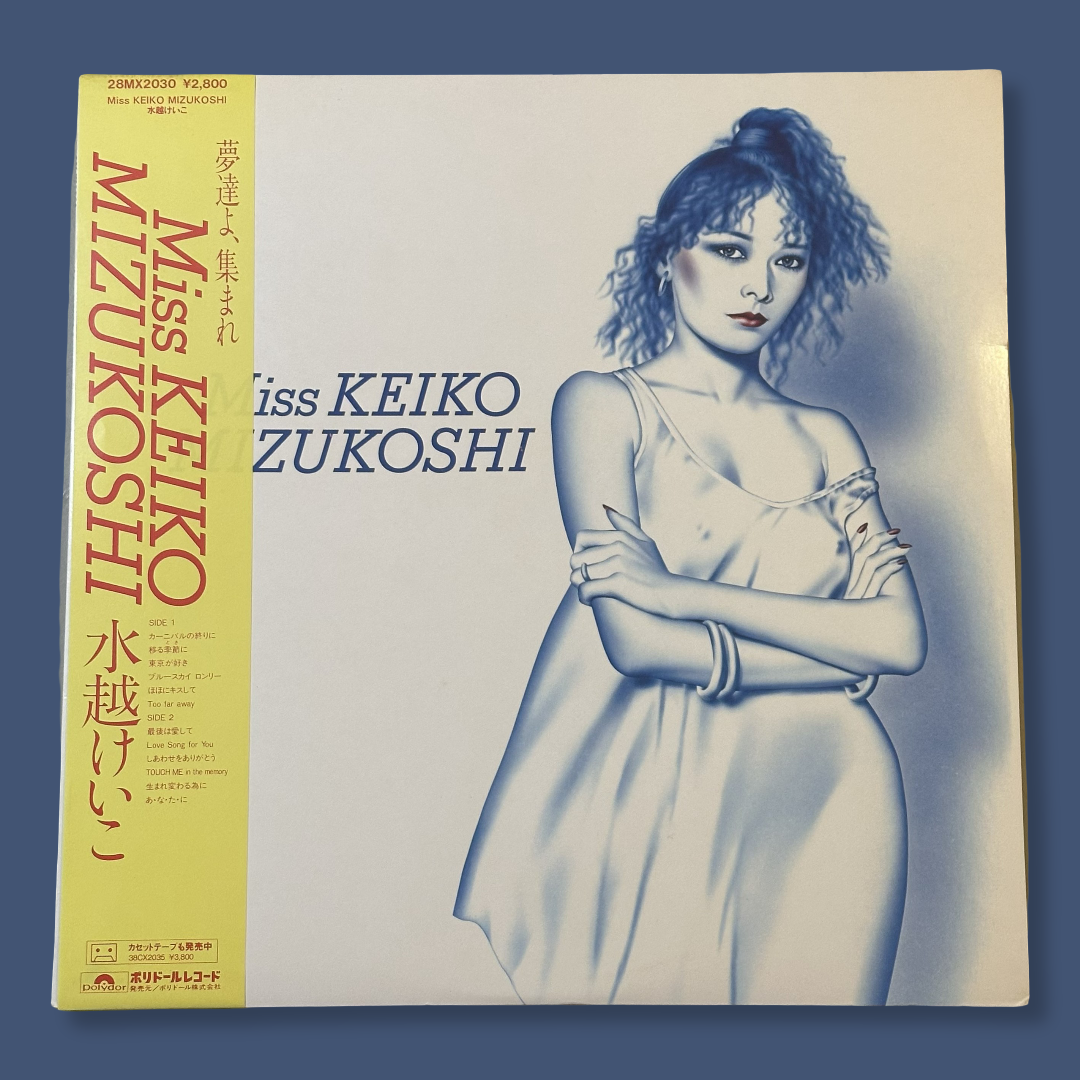 28MX2030 ¥2,800
Miss KEIKO MIZUKOSHI
水越けいこ
夢達よ、集まれ
Miss KEIKO
MIZUKOSHI
水越けいこ
SIDE 1
カーニバルの終りに
移る季節に
東京が好き
ブルースカイ ロンリー
ほほにキスして
Too far away
SIDE 2
最後は愛して
Love Song for You
しあわせをありがとう
TOUCH ME in the memory
生まれ変わる為に
あ・な・た・に
カセットテープも発売中
38CX2035 ¥3,800
polydor
ポリドールレコード
発売元/ポリドール株式会社
Miss KEIKO
MIZUKOSHI